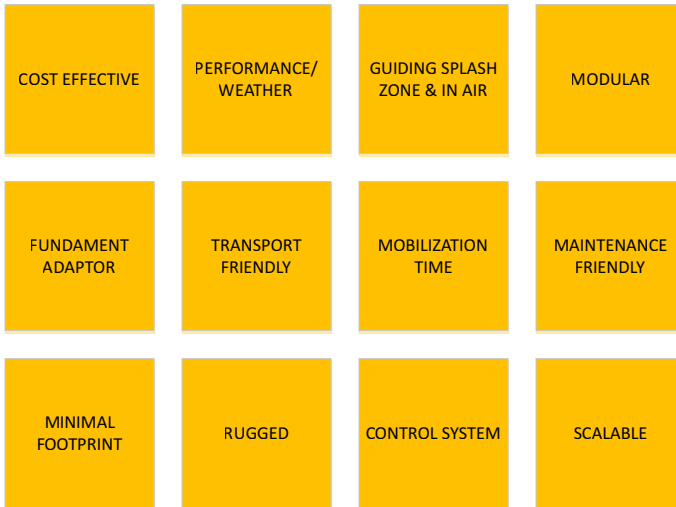 COST EFFECTIVE
PERFORMANCE/
WEATHER
GUIDING SPLASH
ZONE & IN AIR
MODULAR
FUNDAMENT
ADAPTOR
TRANSPORT
FRIENDLY
MOBILIZATION
TIME
MAINTENANCE
FRIENDLY
MINIMAL
FOOTPRINT
RUGGED
CONTROL SYSTEM
SCALABLE